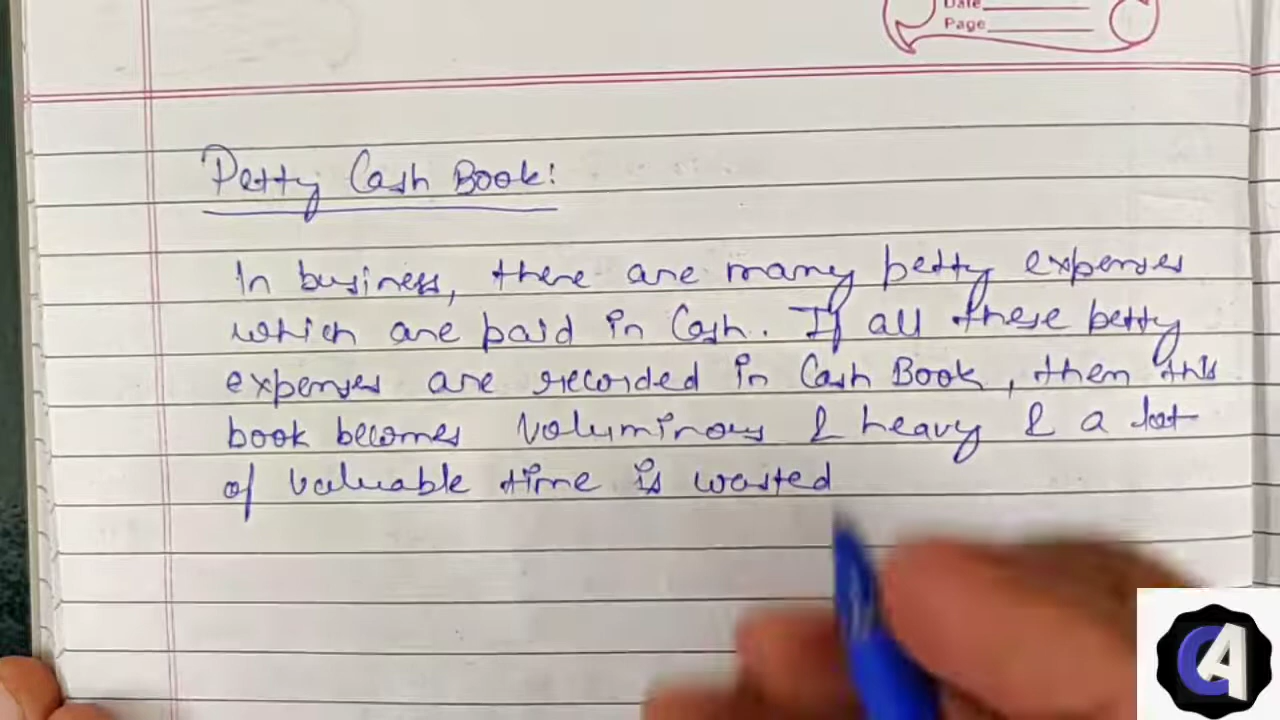 Date
Page
Petty Cash Book:
In business, there are many petty expenses
which are paid in Cash. If all these petty
expenses are recorded in Cash Book, then this
book becomes voluminous & heavy & a lot
of valuable time is wasted
CA